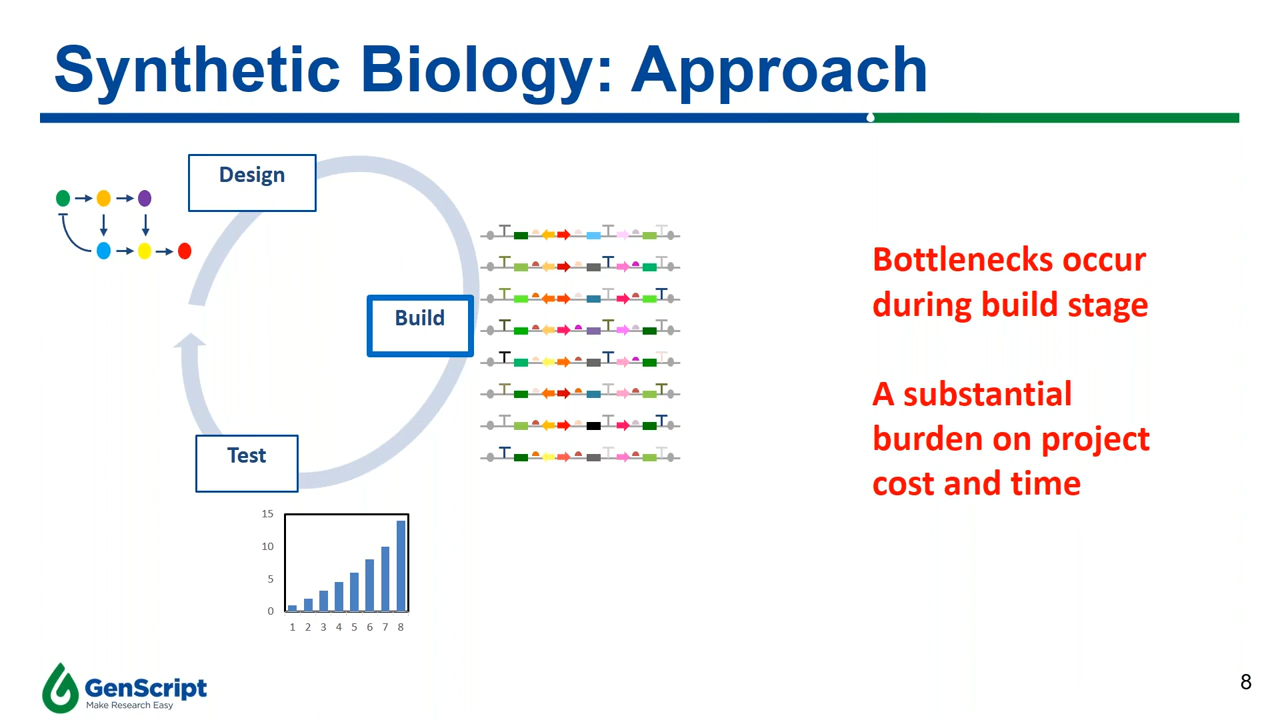 Synthetic Biology: Approach
Design
Build
Test
Bottlenecks occur
during build stage
A substantial
burden on project
cost and time
15
10
5
0
1 2 3 4 5 6 7 8
GenScript
Make Research Easy
8